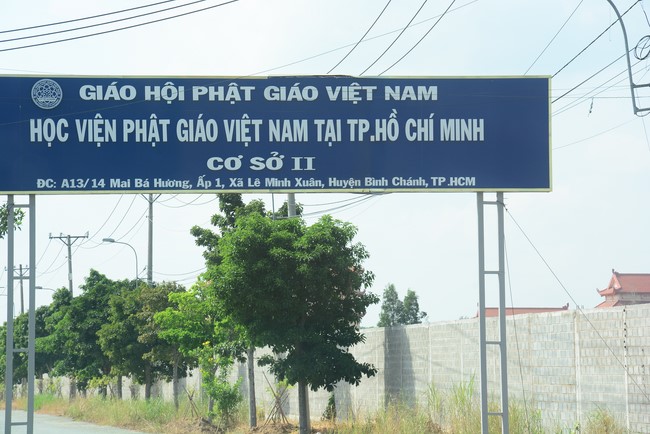 GIÁO HỘI PHẬT GIÁO VIỆT NAM
HỌC VIỆN PHẬT GIÁO VIỆT NAM TẠI TP.HỒ CHÍ MINH
CƠ SỞ II
ĐC: A13/14 Mai Bá Hương, Ấp 1, Xã Lê Minh Xuân, Huyện Bình Chánh, TP.HCM